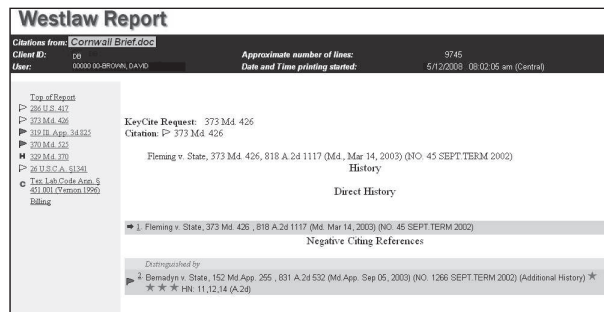 Westlaw Report
Citations from: Cornwall Brief.doc
Client ID: DB Approximate number of lines: 9745
User: 00000 00-BROWN, DAVID Date and Time printing started: 5/12/2008 08:02:05 am (Central)
Top of Report
286 U.S. 417
373 Md. 426
319 Ill. App. 3d 825
370 Md. 525
H 329 Md. 370
26 U.S.C.A. §1341
C Tex. Lab.Code Ann. §
451.001 (Vernon 1996)
Billing
KeyCite Request: 373 Md. 426
Citation: 373 Md. 426
Fleming v. State, 373 Md. 426, 818 A.2d 1117 (Md., Mar 14, 2003) (NO. 45 SEPT.TERM 2002)
History
Direct History
1. Fleming v. State, 373 Md. 426 , 818 A.2d 1117 (Md. Mar 14, 2003) (NO. 45 SEPT.TERM 2002)
Negative Citing References
Distinguished by
2. Bernadyn v. State, 152 Md.App. 255 , 831 A.2d 532 (Md.App. Sep 05, 2003) (NO. 1266 SEPT.TERM 2002) (Additional History) ★
★ ★ ★ HN: 11,12,14 (A.2d)